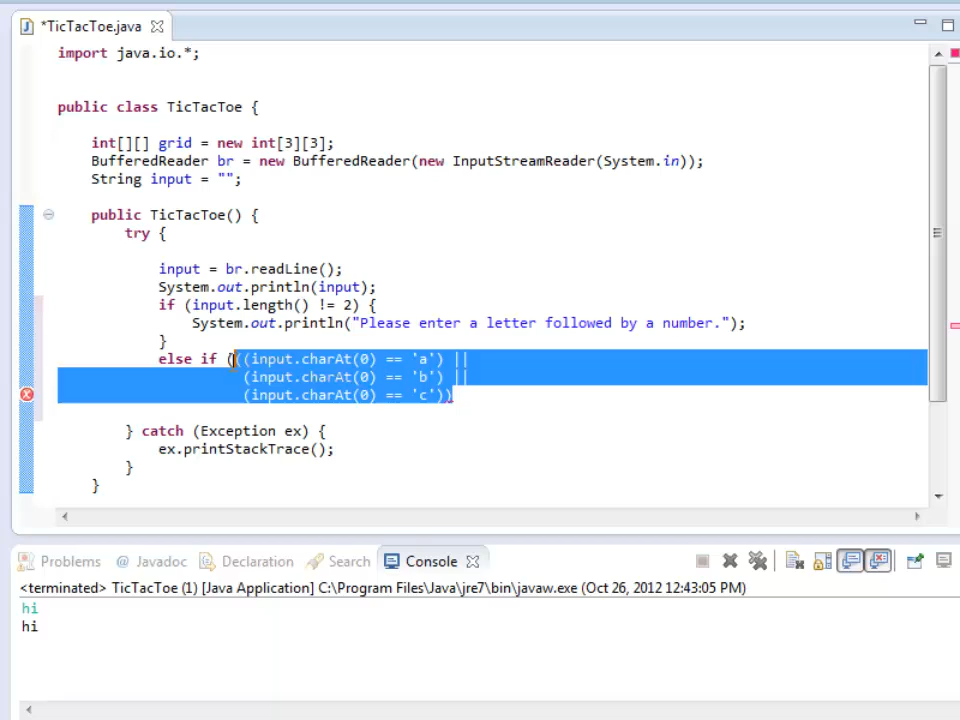 *TicTacToe.java
import java.io.*;
public class TicTacToe {
int[][] grid = new int[3][3];
BufferedReader br = new BufferedReader(new InputStreamReader(System.in));
String input = "";
public TicTacToe() {
try {
input = br.readLine();
System.out.println(input);
if (input.length() != 2) {
System.out.println("Please enter a letter followed by a number.");
}
else if (((input.charAt(0) == 'a') ||
(input.charAt(0) == 'b') ||
(input.charAt(0) == 'c'))
} catch (Exception ex) {
ex.printStackTrace();
}
}
Problems @ Javadoc Declaration Search Console
<terminated> TicTacToe (1) [Java Application] C:\Program Files\Java\jre7\bin\javaw.exe (Oct 26, 2012 12:43:05 PM)
hi
hi